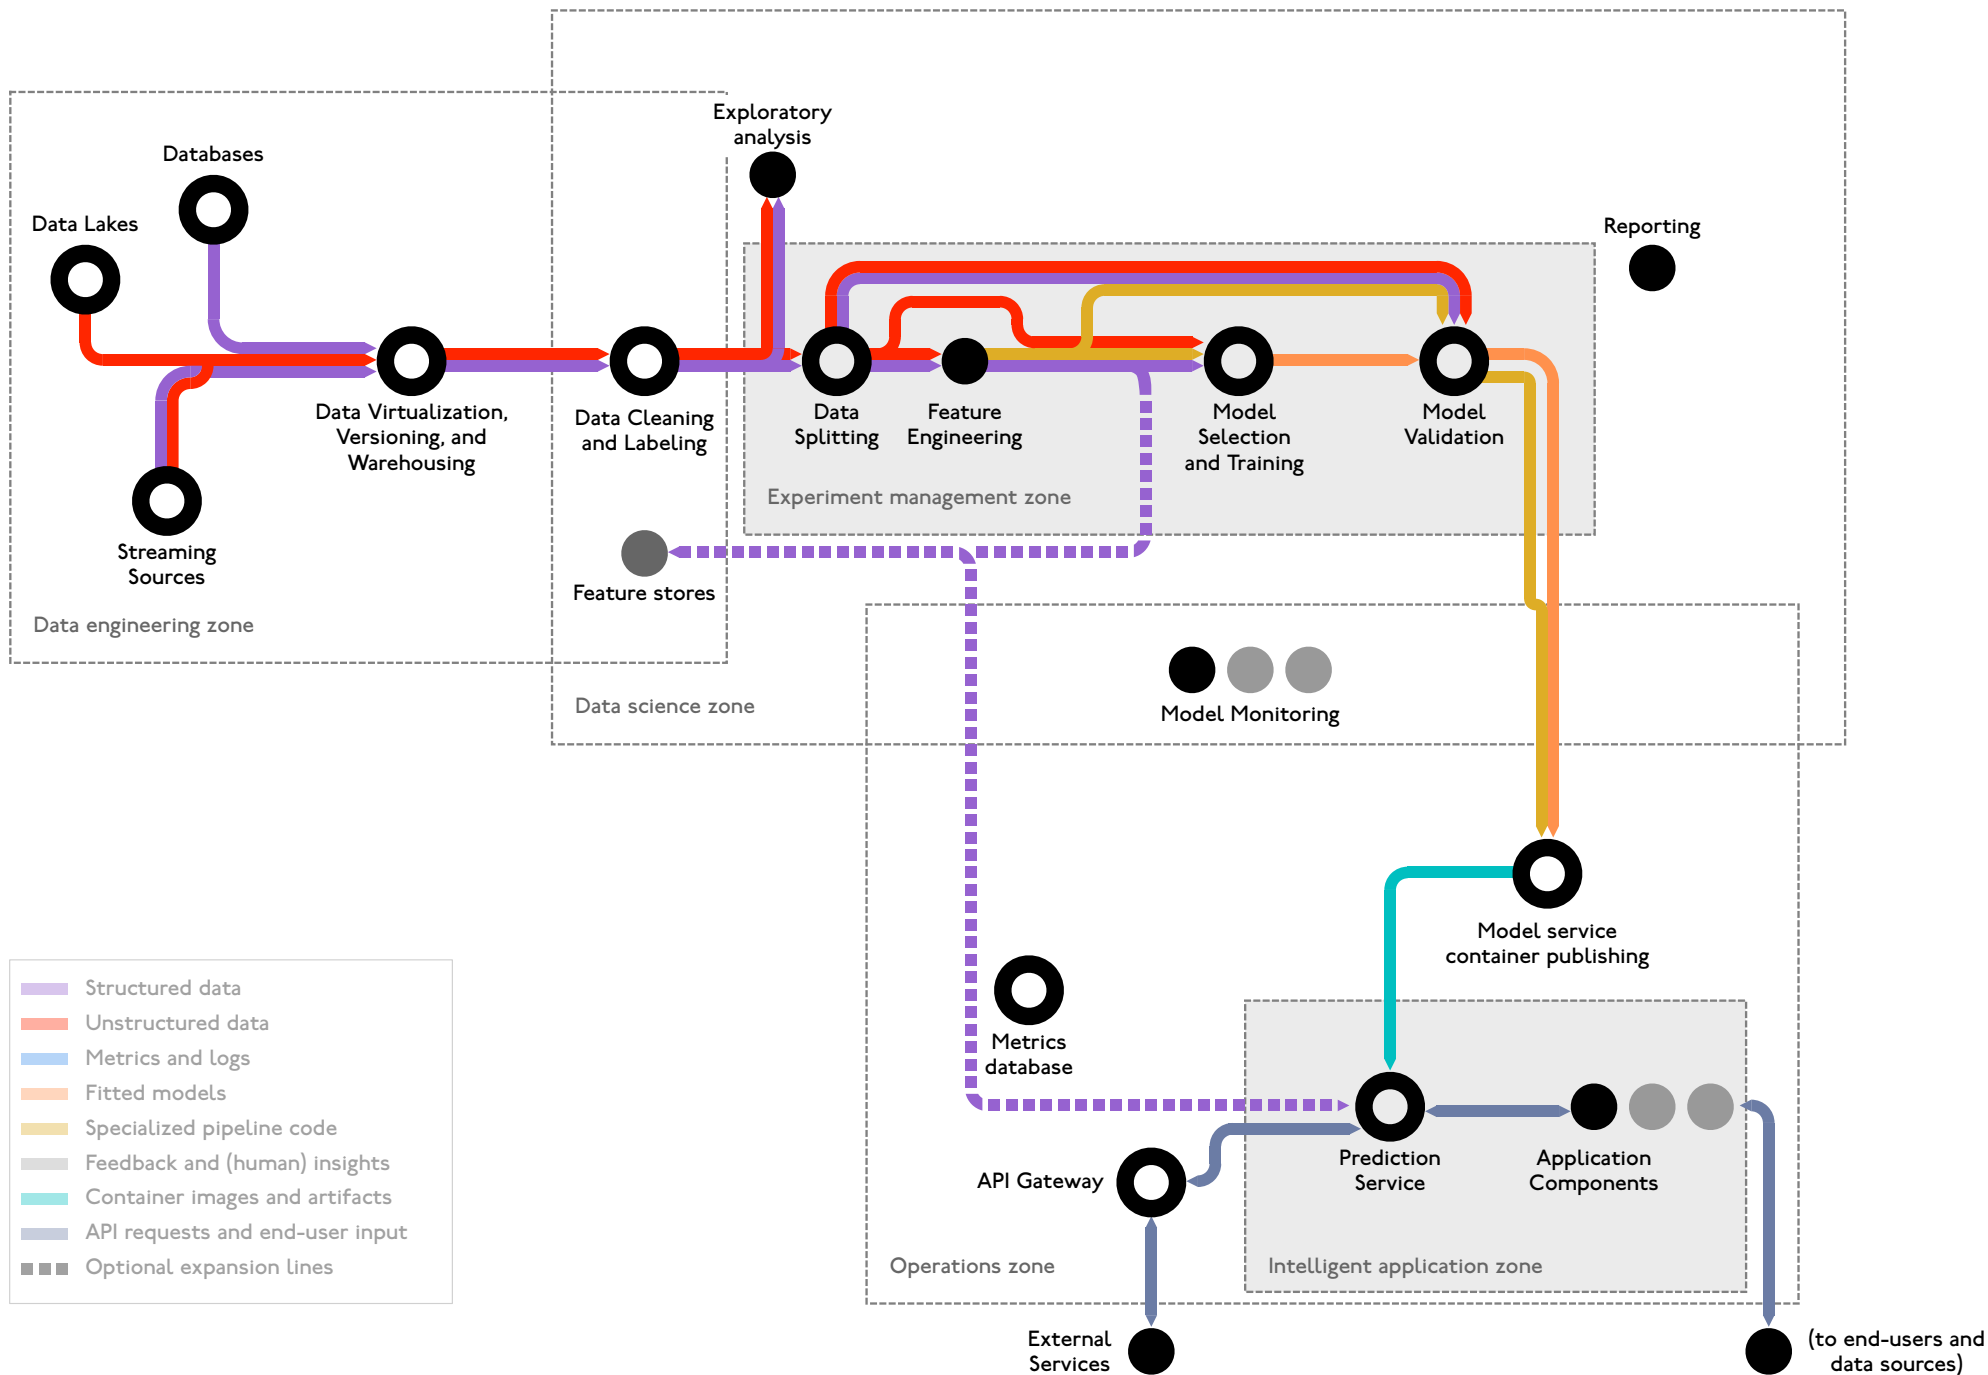 Exploratory
analysis
Databases
Data Lakes
Reporting
Data Virtualization,
Versioning, and
Warehousing
Data Cleaning
and Labeling
Data
Splitting
Feature
Engineering
Model
Selection
and Training
Model
Validation
Experiment management zone
Streaming
Sources
Feature stores
Data engineering zone
Data science zone
Model Monitoring
Model service
container publishing
Metrics
database
Prediction
Service
Application
Components
API Gateway
Operations zone
Intelligent application zone
External
Services
(to end-users and
data sources)
Structured data
Unstructured data
Metrics and logs
Fitted models
Specialized pipeline code
Feedback and (human) insights
Container images and artifacts
API requests and end-user input
Optional expansion lines